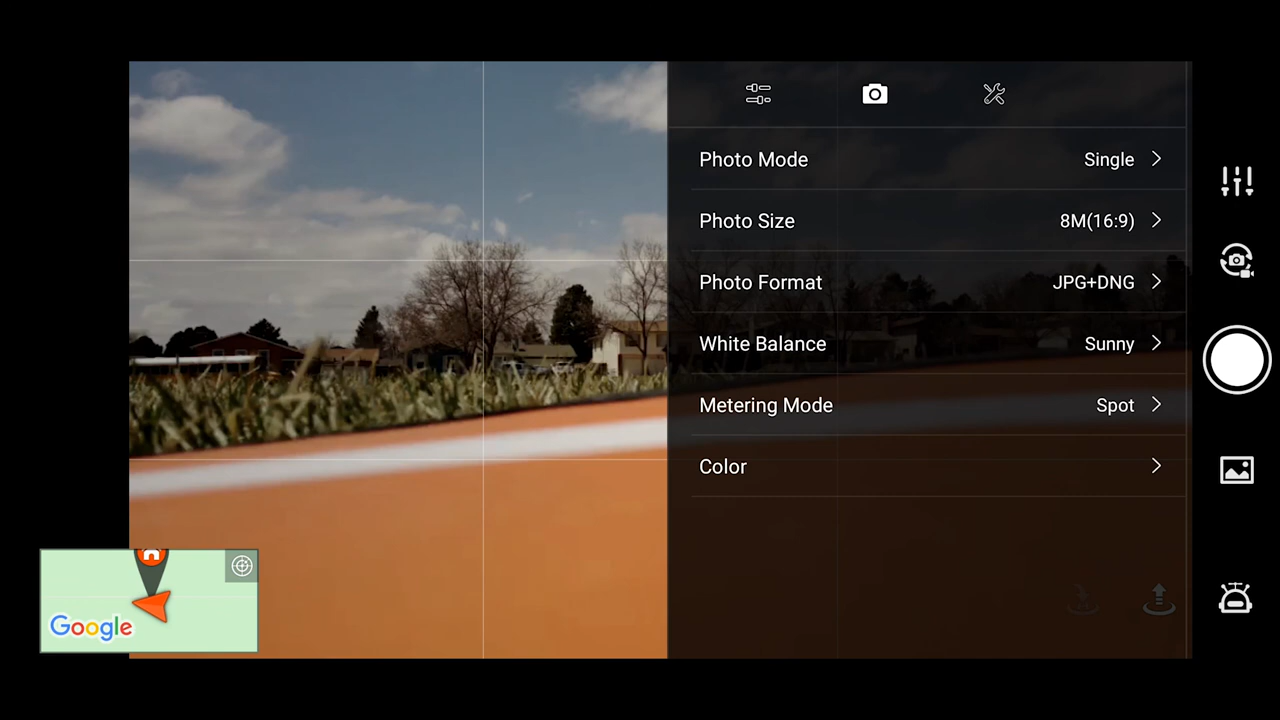 Photo Mode Single
Photo Size 8M(16:9)
Photo Format JPG+DNG
White Balance Sunny
Metering Mode Spot
Color
Google